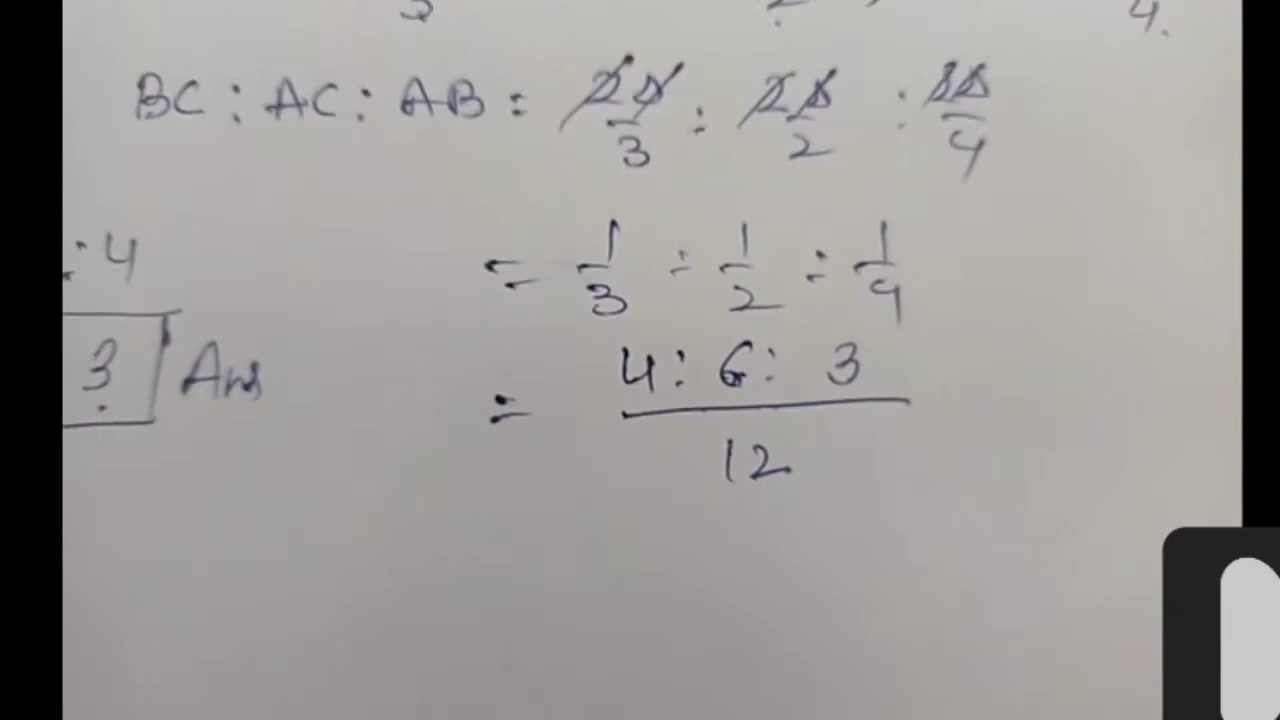 BC : AC : AB = 2Δ/3 : 2Δ/2 : 2Δ/4
: 4
= 1/3 : 1/2 : 1/4
3 Ans
= 4 : 6 : 3 / 12